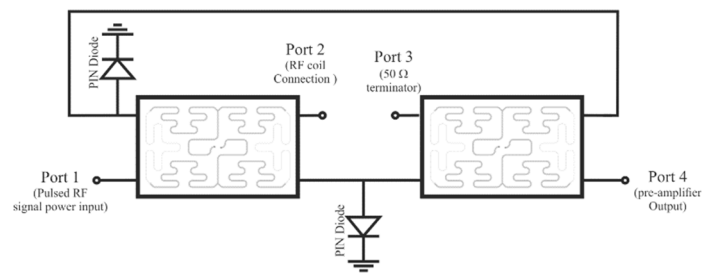 PIN Diode
Port 2
(RF coil
Connection )
Port 3
(50 Ω
terminator)
Port 1
(Pulsed RF
signal power input)
PIN Diode
Port 4
(pre-amplifier
Output)